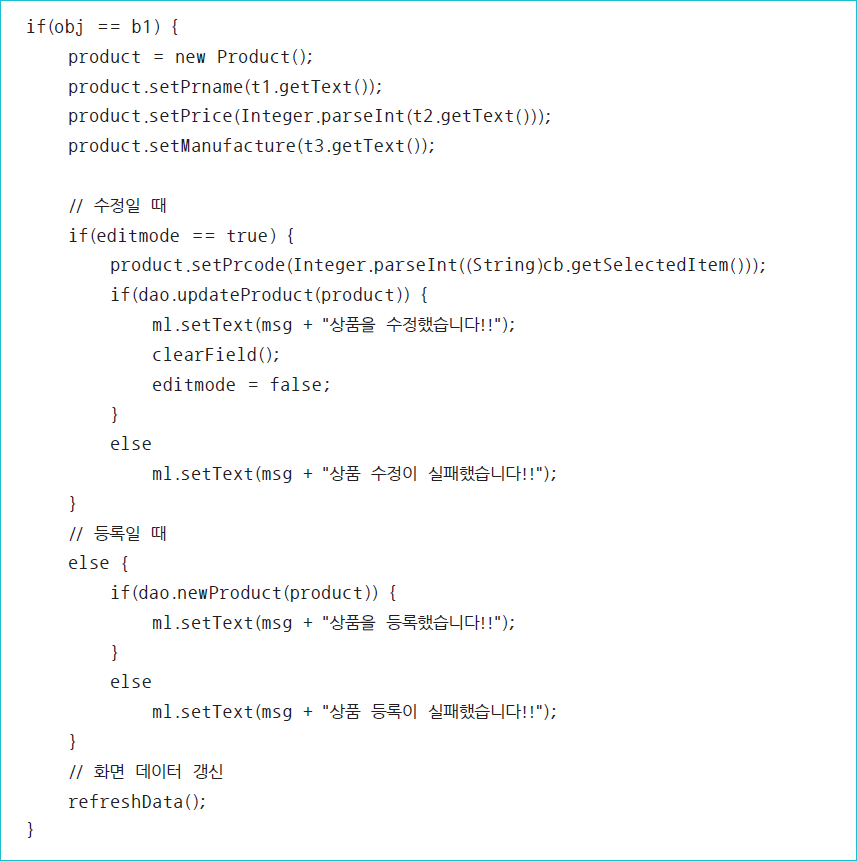 if(obj == b1) {
    product = new Product();
    product.setPrname(t1.getText());
    product.setPrice(Integer.parseInt(t2.getText()));
    product.setManufacture(t3.getText());

    // 수정일 때
    if(editmode == true) {
        product.setPrcode(Integer.parseInt((String)cb.getSelectedItem()));
        if(dao.updateProduct(product)) {
            ml.setText(msg + "상품을 수정했습니다!!");
            clearField();
            editmode = false;
        }
        else
            ml.setText(msg + "상품 수정이 실패했습니다!!");
    }
    // 등록일 때
    else {
        if(dao.newProduct(product)) {
            ml.setText(msg + "상품을 등록했습니다!!");
        }
        else
            ml.setText(msg + "상품 등록이 실패했습니다!!");
    }
    // 화면 데이터 갱신
    refreshData();
}